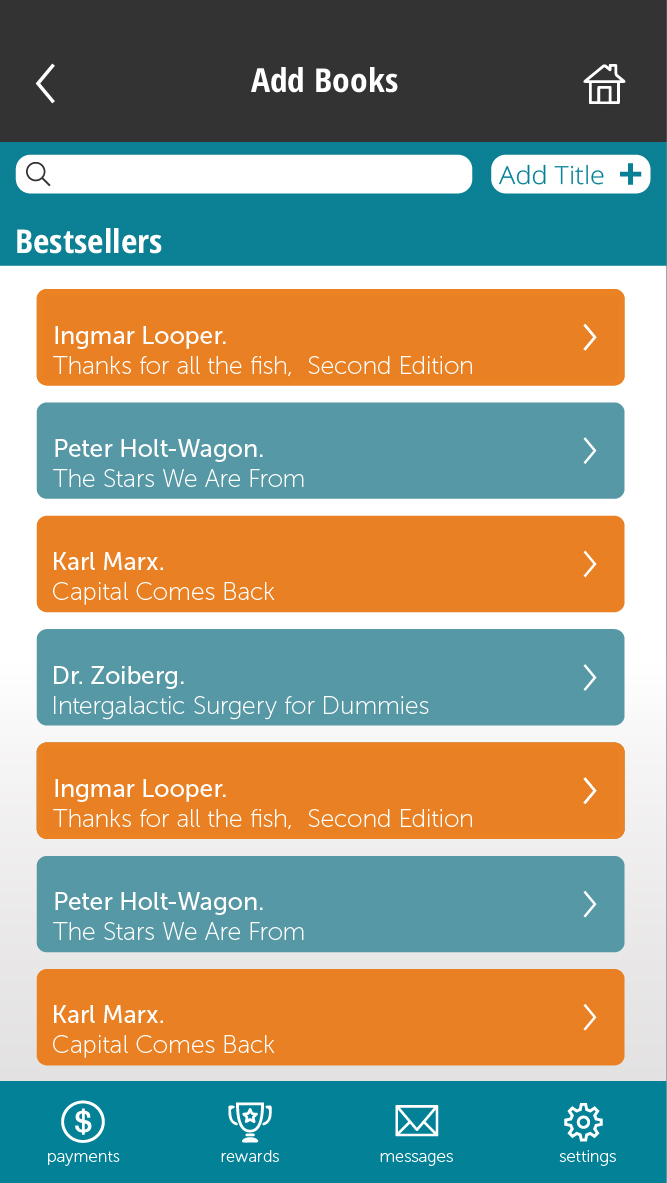 Add Books
Add Title +
Bestsellers
Ingmar Looper.
Thanks for all the fish,  Second Edition
Peter Holt-Wagon.
The Stars We Are From
Karl Marx.
Capital Comes Back
Dr. Zoiberg.
Intergalactic Surgery for Dummies
Ingmar Looper.
Thanks for all the fish,  Second Edition
Peter Holt-Wagon.
The Stars We Are From
Karl Marx.
Capital Comes Back
$
payments rewards messages settings